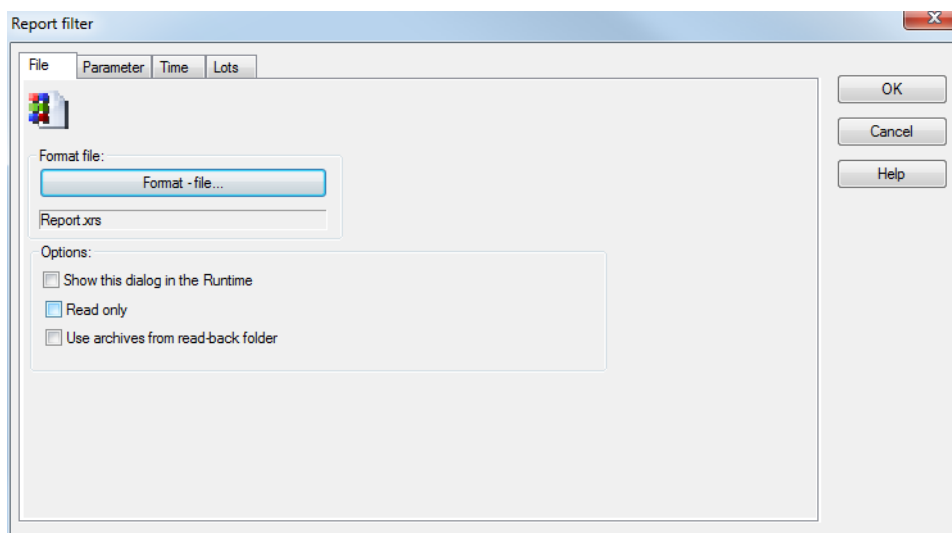 Report filter
File
Parameter
Time
Lots
OK
Cancel
Help
Format file:
Format - file...
Report.xrs
Options:
Show this dialog in the Runtime
Read only
Use archives from read-back folder